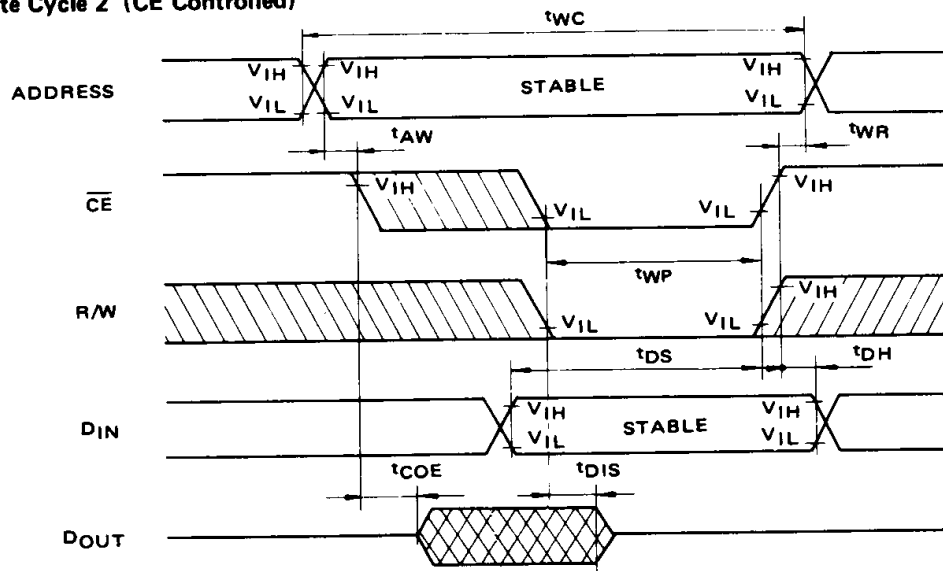 te Cycle 2 (CE Controlled)
tWC
ADDRESS
VIH VIH STABLE VIH
VIL VIL VIL
tAW tWR
CE
VIH VIH
VIL VIL
tWP
R/W
VIH
VIL VIL
tDS tDH
DIN
VIH STABLE VIH
VIL VIL
tCOE tDIS
DOUT